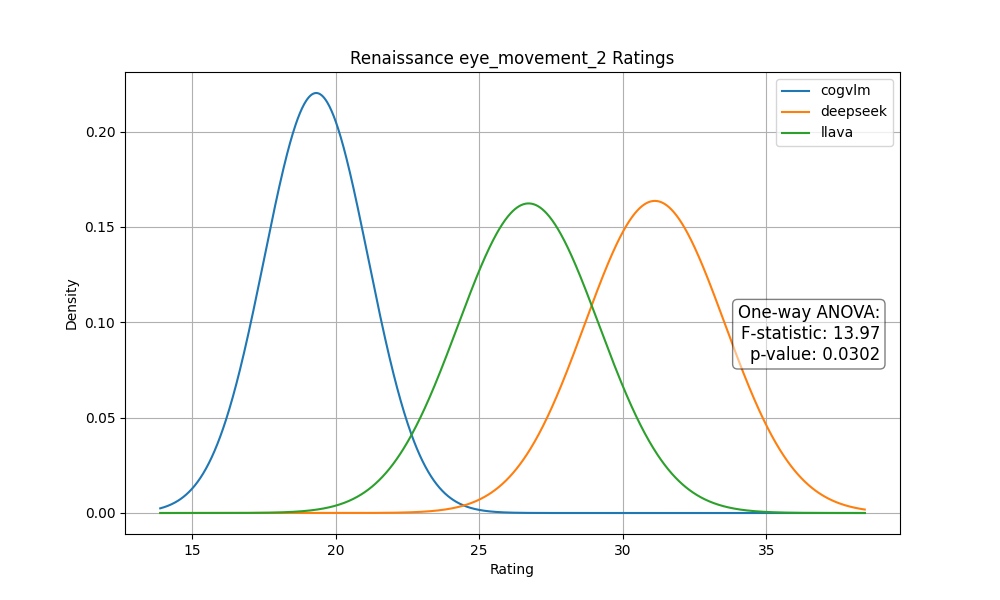 Renaissance eye_movement_2 Ratings
cogvlm
deepseek
llava
0.20
0.15
0.10
0.05
0.00
Density
One-way ANOVA:
F-statistic: 13.97
p-value: 0.0302
15
20
25
30
35
Rating